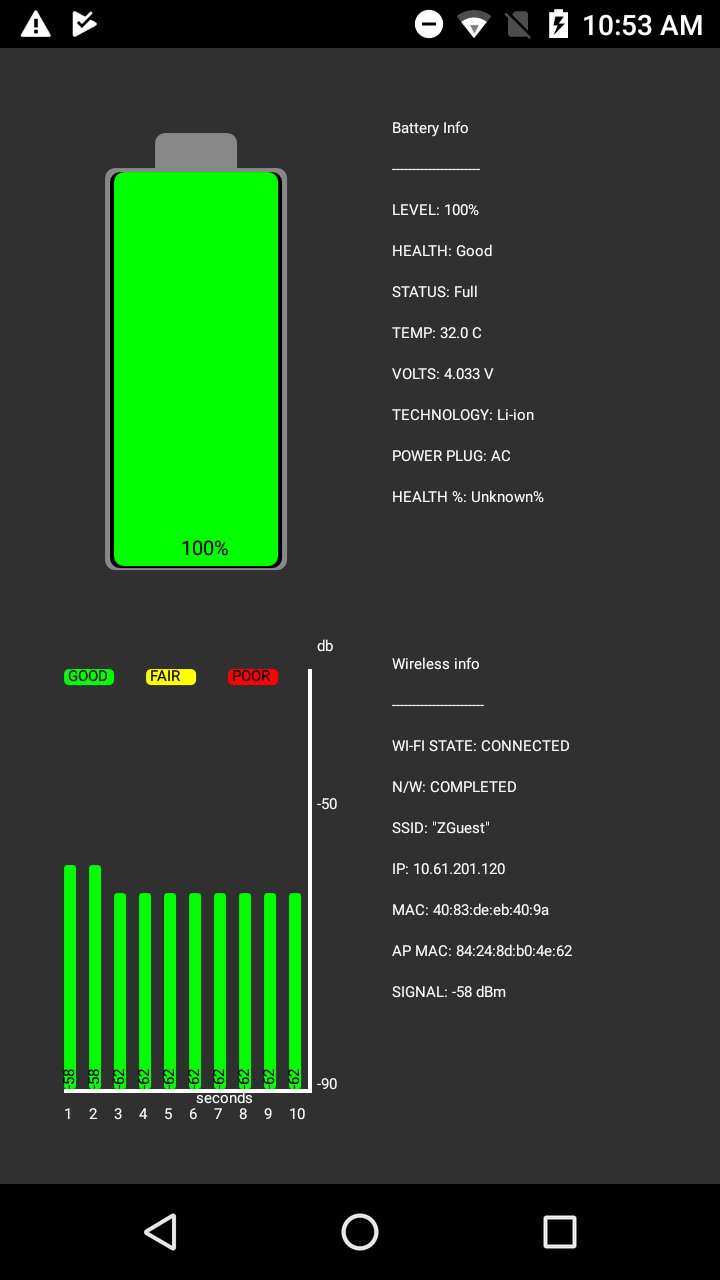 10:53 AM
Battery Info
----------------------
LEVEL: 100%
HEALTH: Good
STATUS: Full
TEMP: 32.0 C
VOLTS: 4.033 V
TECHNOLOGY: Li-ion
POWER PLUG: AC
HEALTH %: Unknown%
100%
db
GOOD FAIR POOR
-50
-58 -58 -62 -62 -62 -62 -62 -62 -62 -62
-90
seconds
1 2 3 4 5 6 7 8 9 10
Wireless info
-----------------------
WI-FI STATE: CONNECTED
N/W: COMPLETED
SSID: "ZGuest"
IP: 10.61.201.120
MAC: 40:83:de:eb:40:9a
AP MAC: 84:24:8d:b0:4e:62
SIGNAL: -58 dBm